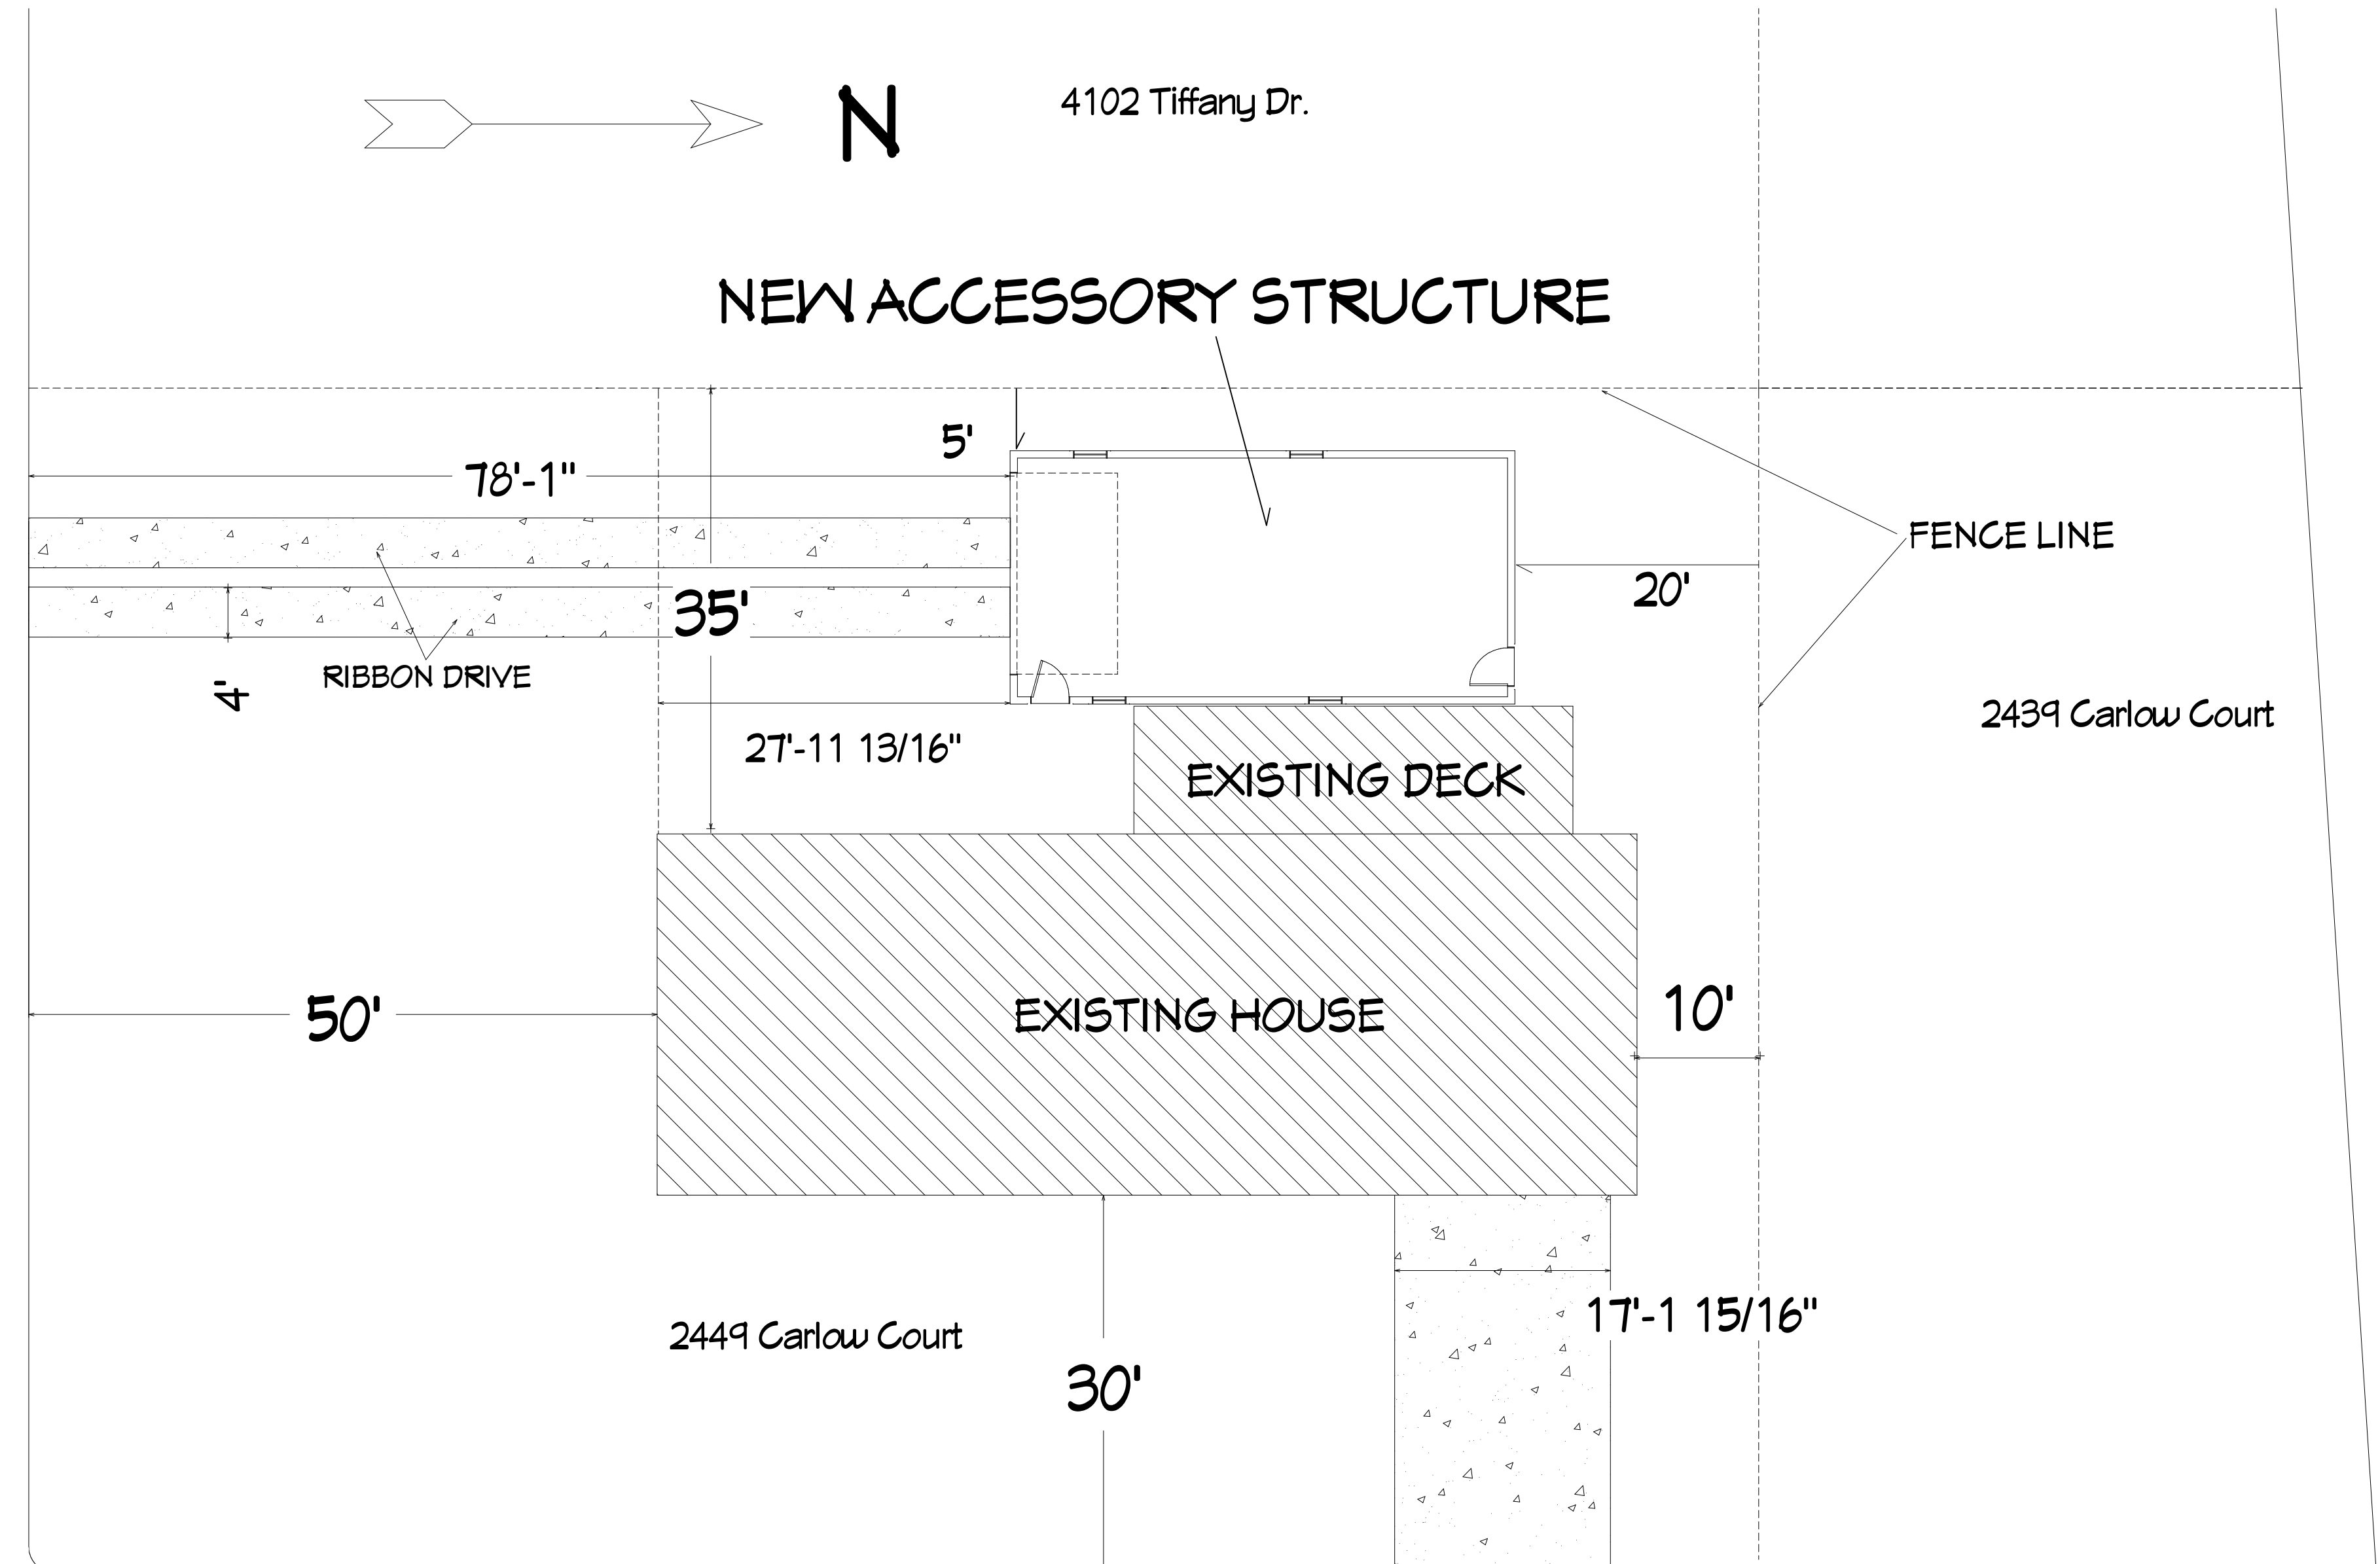 N
4102 Tiffany Dr.
NEW ACCESSORY STRUCTURE
5'
78'-1"
FENCE LINE
20'
35'
RIBBON DRIVE
4'
2439 Carlow Court
27'-11 13/16"
EXISTING DECK
50'
EXISTING HOUSE
10'
17'-1 15/16"
2449 Carlow Court
30'